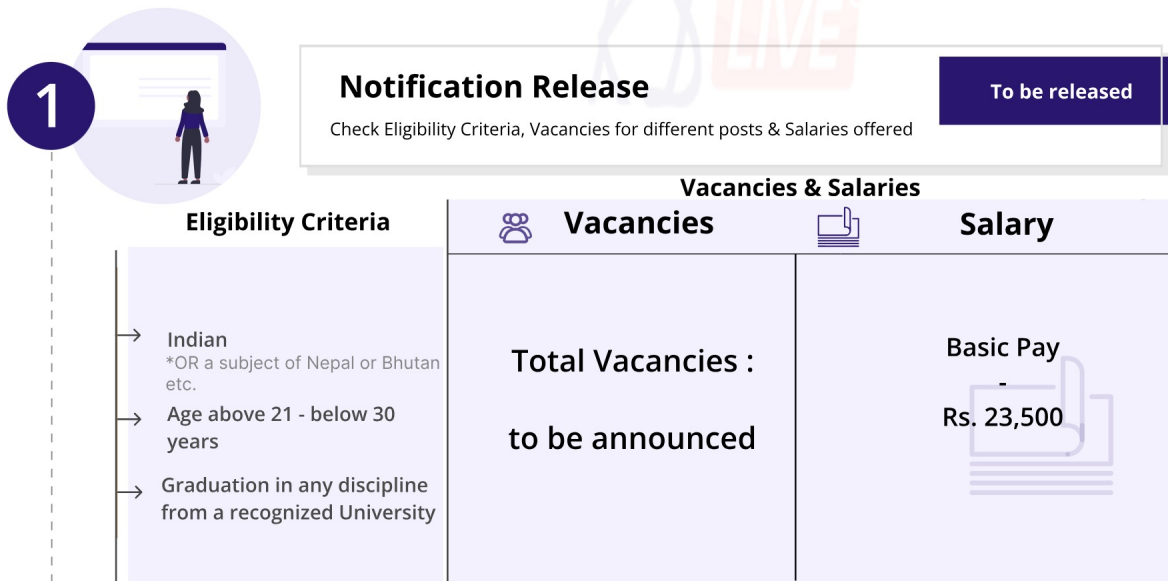 1
LIVE
Notification Release
To be released
Check Eligibility Criteria, Vacancies for different posts & Salaries offered
Vacancies & Salaries
Eligibility Criteria
Vacancies
Salary
Indian
*OR a subject of Nepal or Bhutan
etc.
Age above 21 - below 30
years
Graduation in any discipline
from a recognized University
Total Vacancies :
to be announced
Basic Pay
-
Rs. 23,500